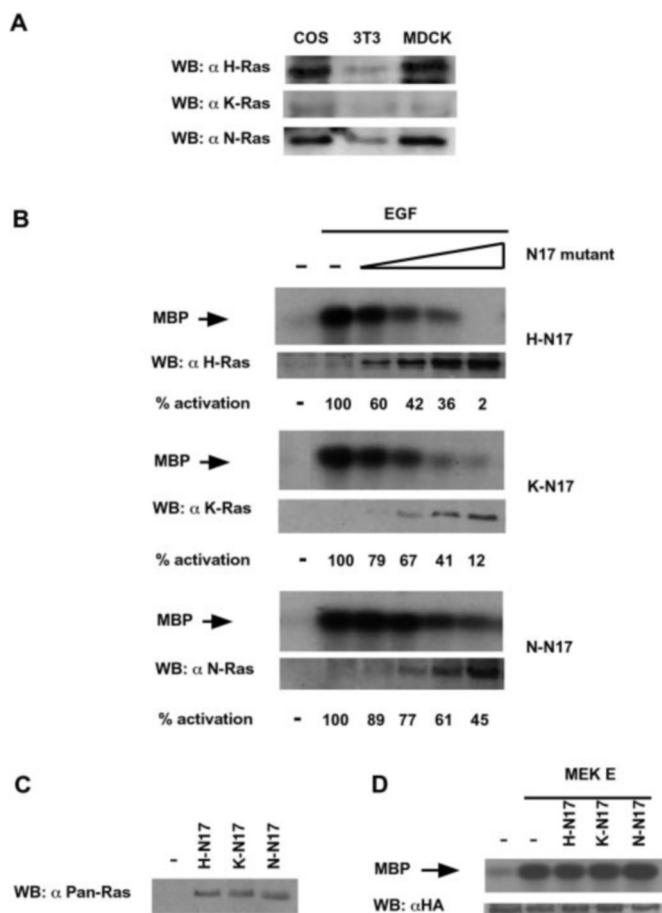 A
COS 3T3 MDCK
WB: α H-Ras
WB: α K-Ras
WB: α N-Ras
B
EGF
- - N17 mutant
MBP
H-N17
WB: α H-Ras
% activation - 100 60 42 36 2
MBP
K-N17
WB: α K-Ras
% activation - 100 79 67 41 12
MBP
N-N17
WB: α N-Ras
% activation - 100 89 77 61 45
C
- H-N17 K-N17 N-N17
WB: α Pan-Ras
D
MEK E
- - H-N17 K-N17 N-N17
MBP
WB: αHA